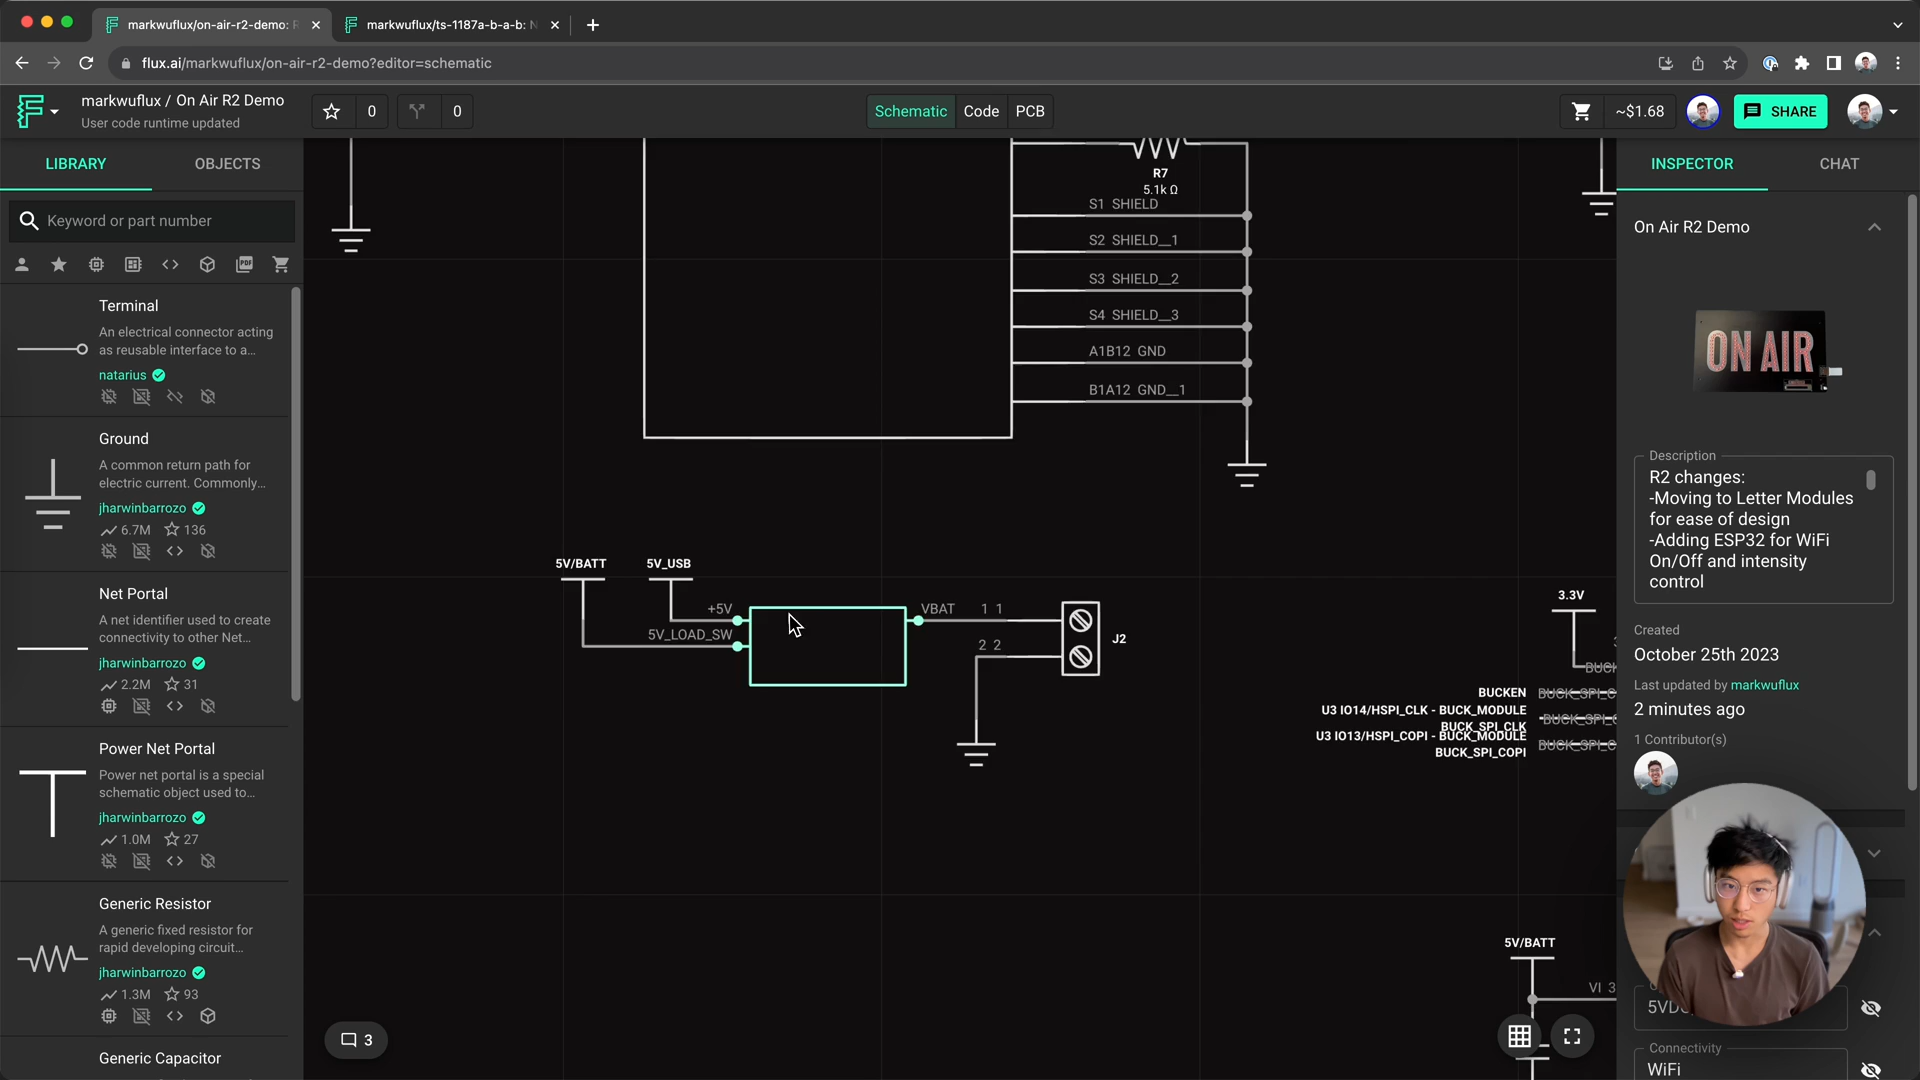 markwuflux/on-air-r2-demo:
markwuflux/ts-1187a-b-a-b:
flux.ai/markwuflux/on-air-r2-demo?editor=schematic
markwuflux / On Air R2 Demo
User code runtime updated
0
0
Schematic
Code
PCB
~$1.68
SHARE
LIBRARY
OBJECTS
Keyword or part number
PDF
Terminal
An electrical connector acting
as reusable interface to a...
natarius
Ground
A common return path for
electric current. Commonly...
jharwinbarrozo
6.7M
136
Net Portal
A net identifier used to create
connectivity to other Net...
jharwinbarrozo
2.2M
31
Power Net Portal
Power net portal is a special
schematic object used to...
jharwinbarrozo
1.0M
27
Generic Resistor
A generic fixed resistor for
rapid developing circuit...
jharwinbarrozo
1.3M
93
Generic Capacitor
R7
5.1k Ω
S1 SHIELD
S2 SHIELD__1
S3 SHIELD__2
S4 SHIELD__3
A1B12 GND
B1A12 GND__1
5V/BATT
5V_USB
+5V
5V_LOAD_SW
VBAT
1 1
2 2
J2
3.3V
BUCKEN
U3 IO14/HSPI_CLK - BUCK_MODULE
BUCK_SPI_CLK
U3 IO13/HSPI_COPI - BUCK_MODULE
BUCK_SPI_COPI
BUCK_SPI_C
BUCK_SPI_C
BUCK_SPI_C
5V/BATT
VI 3
3
INSPECTOR
CHAT
On Air R2 Demo
ON AIR
Description
R2 changes:
-Moving to Letter Modules
for ease of design
-Adding ESP32 for WiFi
On/Off and intensity
control
Created
October 25th 2023
Last updated by markwuflux
2 minutes ago
1 Contributor(s)
Connectivity
WiFi